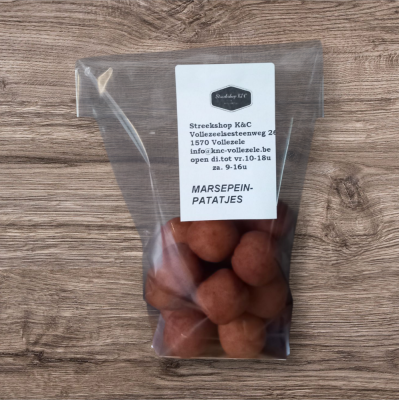 Streekshop K&C
Streekshop K&C
Vollezeelsesteenweg 26
1570 Vollezele
info@knc-vollezele.be
open di.tot vr.10-18u
za. 9-16u
MARSEPEIN-
PATATJES